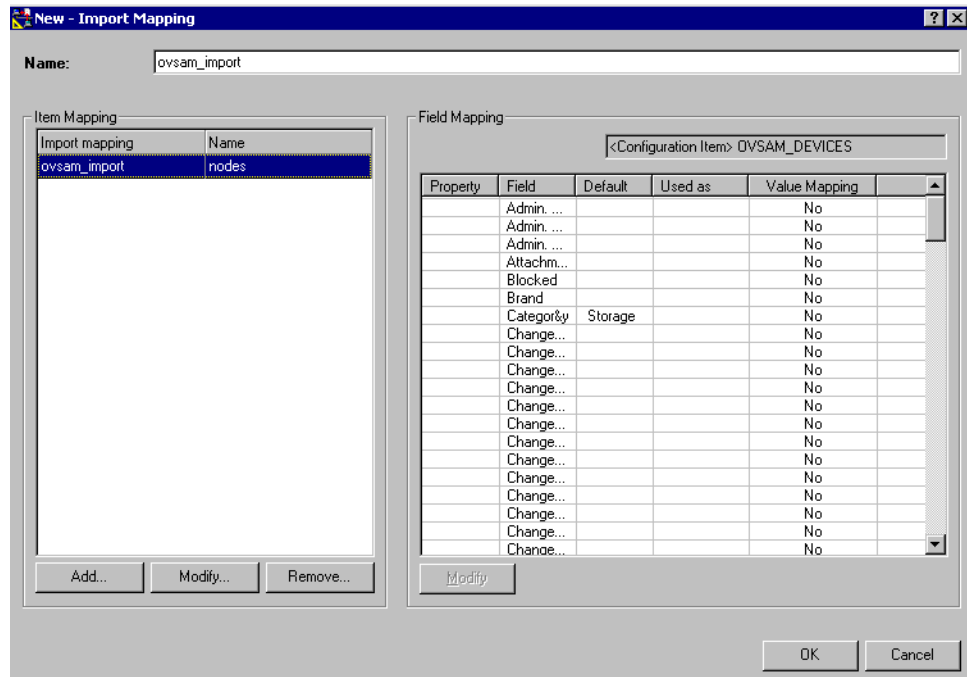 New - Import Mapping
Name: ovsam_import
Item Mapping
Import mapping Name
ovsam_import nodes
Add... Modify... Remove...
Field Mapping
<Configuration Item> OVSAM_DEVICES
Property Field Default Used as Value Mapping
Admin. ... No
Admin. ... No
Admin. ... No
Attachm... No
Blocked No
Brand No
Categor&y Storage No
Change... No
Change... No
Change... No
Change... No
Change... No
Change... No
Change... No
Change... No
Change... No
Change... No
Change... No
Change... No
Change... No
Modify
OK Cancel